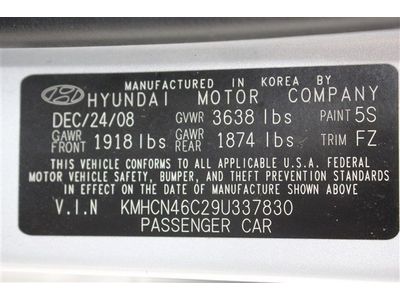 MANUFACTURED IN KOREA BY
HYUNDAI MOTOR COMPANY
DEC/24/08 GVWR 3638 lbs PAINT 5S
GAWR FRONT 1918 lbs GAWR REAR 1874 lbs TRIM FZ
THIS VEHICLE CONFORMS TO ALL APPLICABLE U.S.A. FEDERAL
MOTOR VEHICLE SAFETY, BUMPER, AND THEFT PREVENTION STANDARDS
IN EFFECT ON THE DATE OF MANUFACTURE SHOWN ABOVE
V.I.N KMHCN46C29U337830
PASSENGER CAR